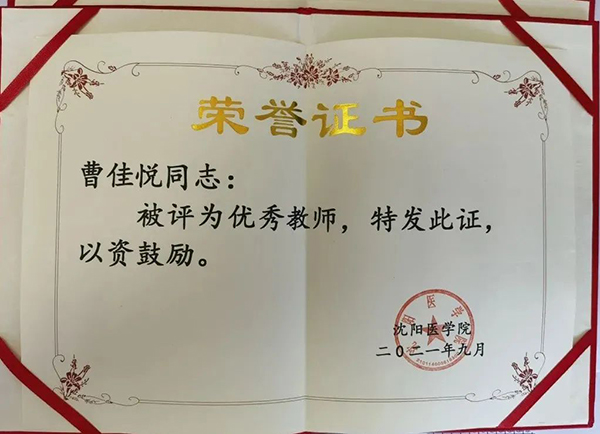 荣誉证书
曹佳悦同志：
被评为优秀教师，特发此证，
以资鼓励。
沈阳医学院
二〇二一年九月